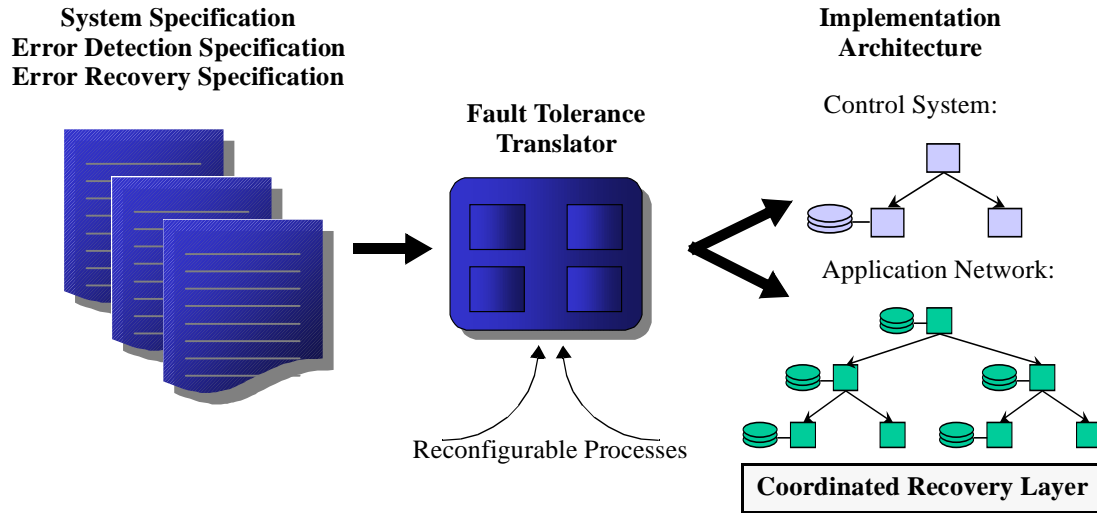 System Specification
Error Detection Specification
Error Recovery Specification
Fault Tolerance
Translator
Reconfigurable Processes
Implementation
Architecture
Control System:
Application Network:
Coordinated Recovery Layer